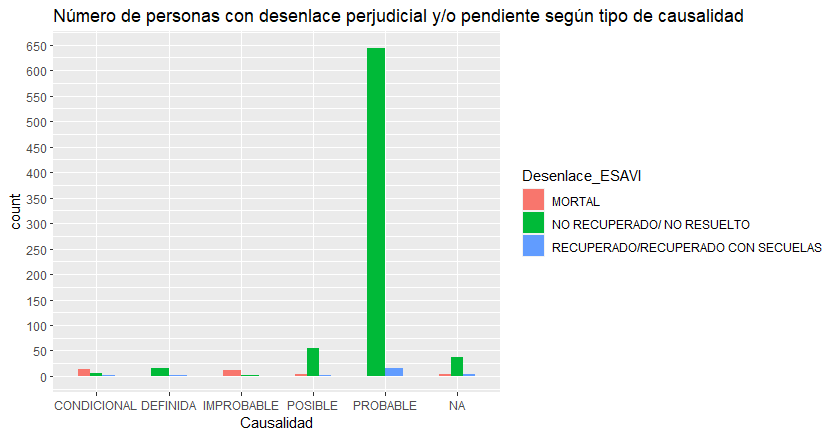 Número de personas con desenlace perjudicial y/o pendiente según tipo de causalidad
650
600
550
500
450
400
350
300
250
200
150
100
50
0
count
CONDICIONAL DEFINIDA IMPROBABLE POSIBLE PROBABLE NA
Causalidad
Desenlace_ESAVI
MORTAL
NO RECUPERADO/ NO RESUELTO
RECUPERADO/RECUPERADO CON SECUELAS